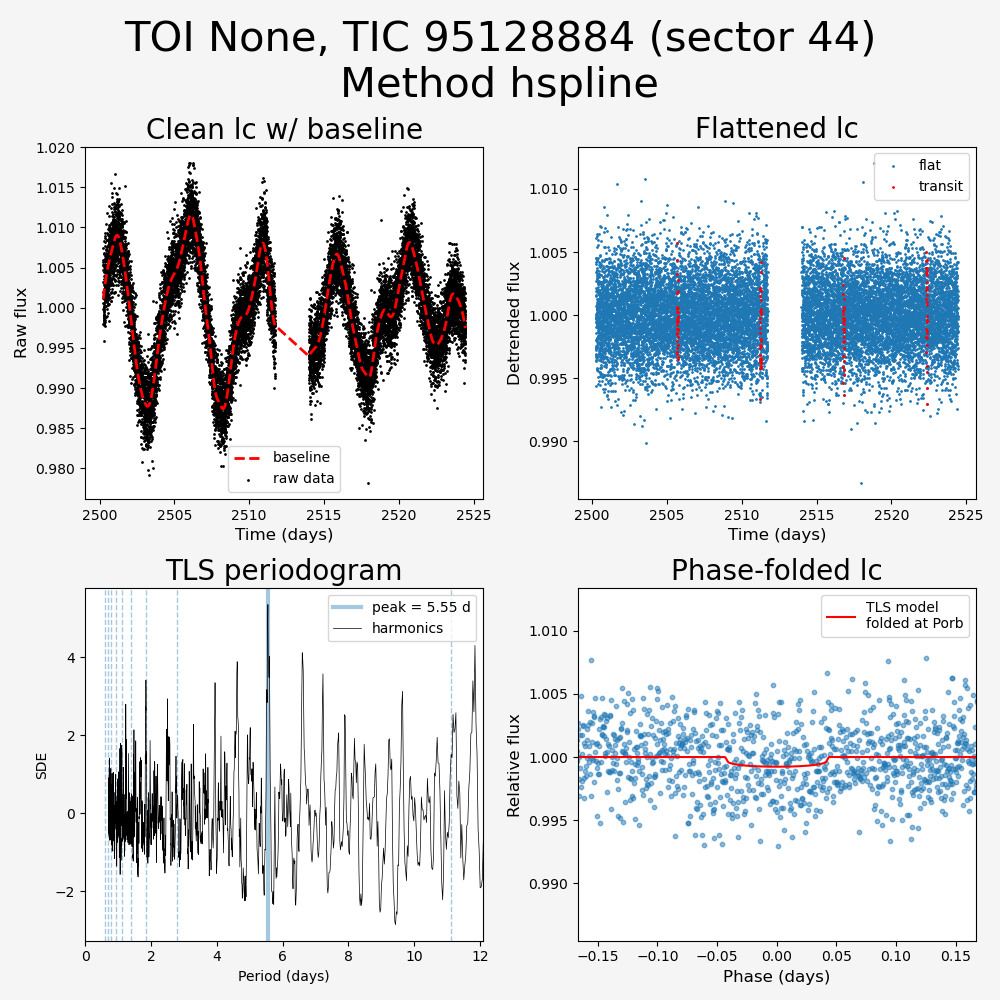 TOI None, TIC 95128884 (sector 44)
Method hspline
Clean lc w/ baseline
1.020
1.015
1.010
1.005
1.000
0.995
0.990
0.985
0.980
Raw flux
baseline
raw data
2500
2505
2510
2515
2520
2525
Time (days)
Flattened lc
flat
transit
1.010
1.005
1.000
0.995
0.990
Detrended flux
2500
2505
2510
2515
2520
2525
Time (days)
TLS periodogram
peak = 5.55 d
harmonics
4
2
0
−2
SDE
0
2
4
6
8
10
12
Period (days)
Phase-folded lc
TLS model
folded at Porb
1.010
1.005
1.000
0.995
0.990
Relative flux
−0.15
−0.10
−0.05
0.00
0.05
0.10
0.15
Phase (days)